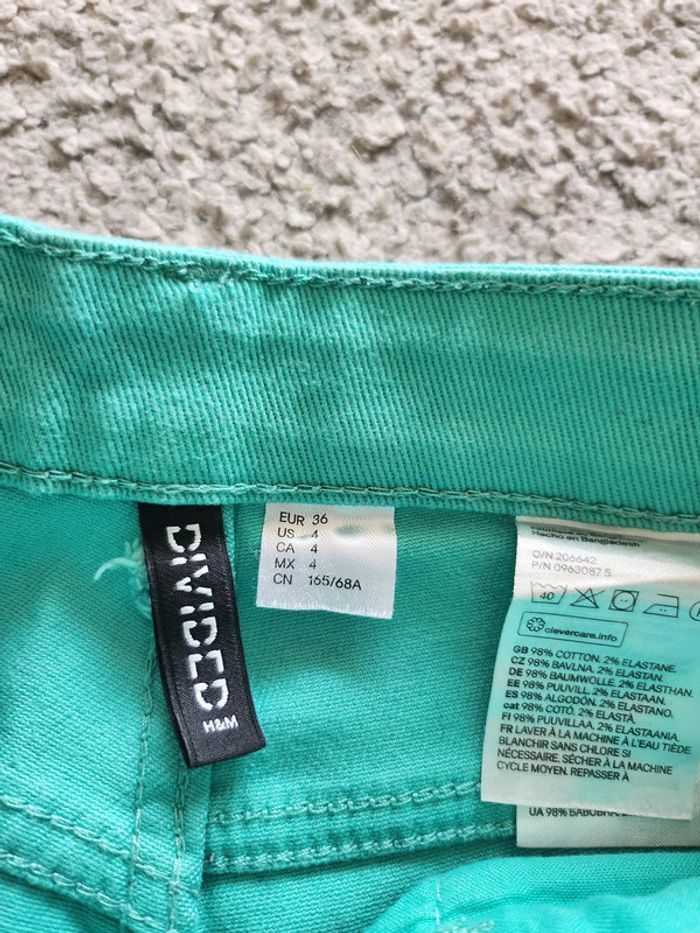 DIVIDED
H&M
EUR 36
US 4
CA 4
MX 4
CN 165/68A
Hecho en Bangladesh
O/N 206642
P/N 0963087 5
40
clevercare.info
GB 98% COTTON. 2% ELASTANE.
CZ 98% BAVLNA. 2% ELASTAN.
DE 98% BAUMWOLLE. 2% ELASTHAN.
EE 98% PUUVILL. 2% ELASTAAN.
ES 98% ALGODÓN. 2% ELASTANO.
cat 98% COTÓ. 2% ELASTÀ.
FI 98% PUUVILLAA. 2% ELASTAANIA.
FR LAVER À LA MACHINE À L'EAU TIÈDE
BLANCHIR SANS CHLORE SI
NÉCESSAIRE. SÉCHER À LA MACHINE
CYCLE MOYEN. REPASSER À
UA 98%